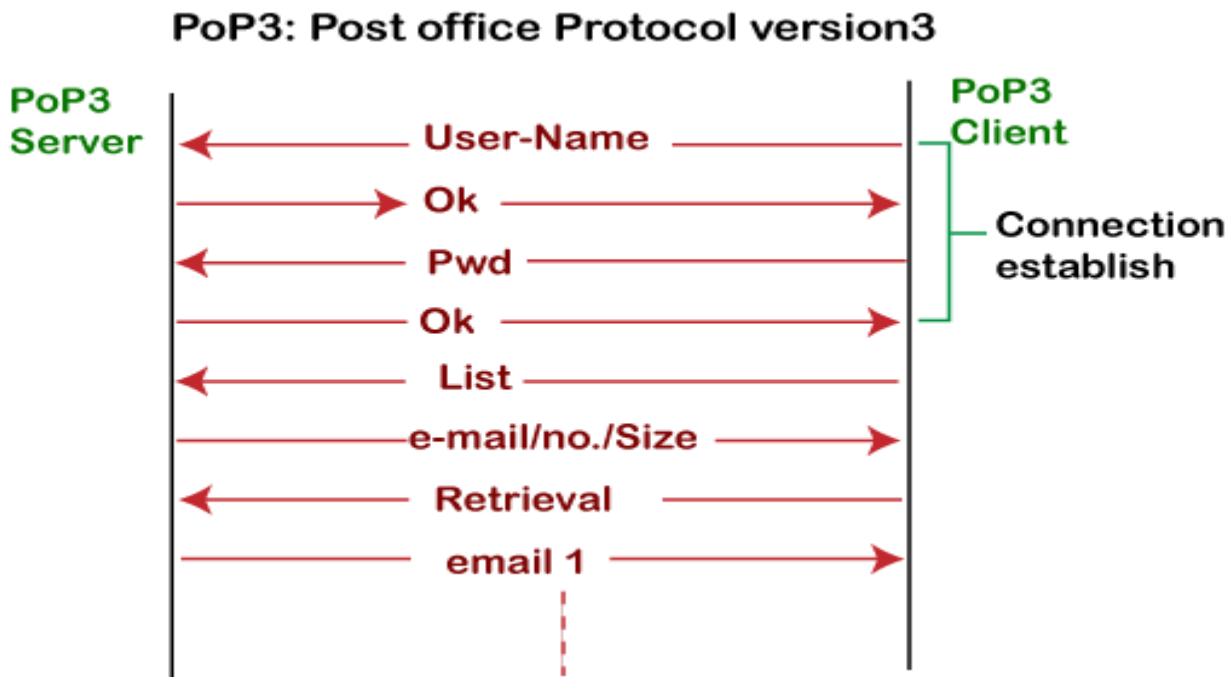 PoP3: Post office Protocol version3
PoP3
Server
PoP3
Client
User-Name
Ok
Pwd
Ok
Connection
establish
List
e-mail/no./Size
Retrieval
email 1